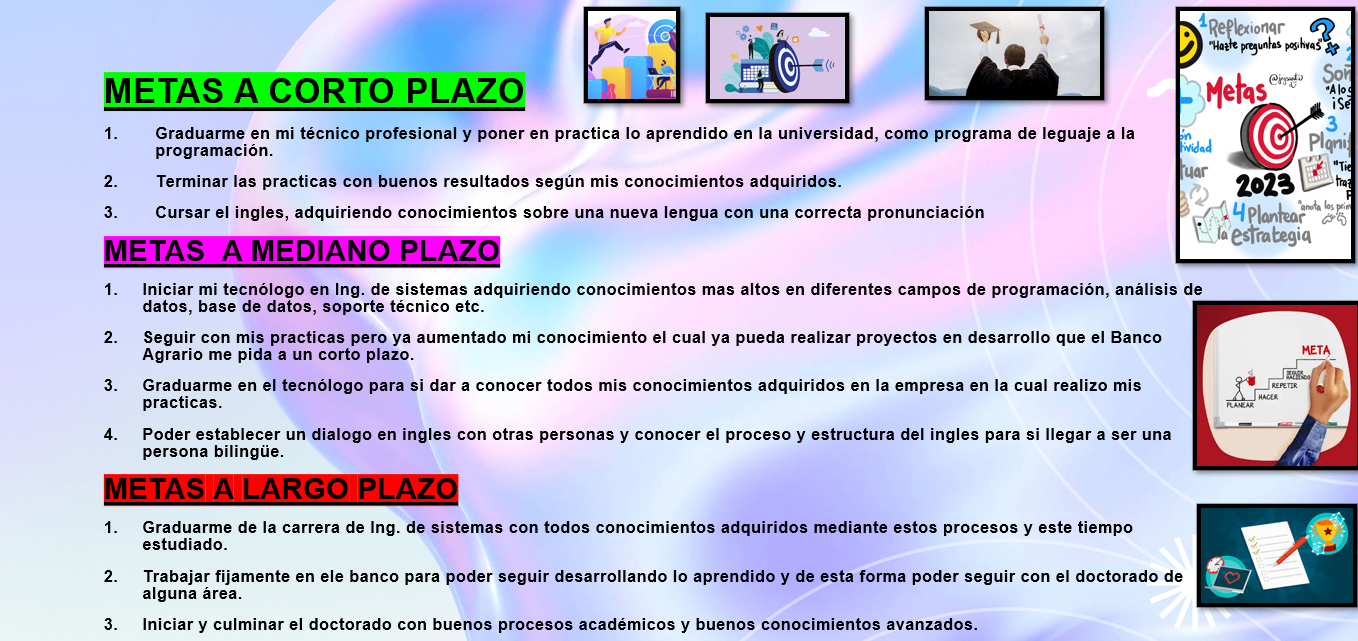 METAS A CORTO PLAZO
1. Graduarme en mi técnico profesional y poner en practica lo aprendido en la universidad, como programa de leguaje a la
programación.
2. Terminar las practicas con buenos resultados según mis conocimientos adquiridos.
3. Cursar el ingles, adquiriendo conocimientos sobre una nueva lengua con una correcta pronunciación
METAS A MEDIANO PLAZO
1. Iniciar mi tecnólogo en Ing. de sistemas adquiriendo conocimientos mas altos en diferentes campos de programación, análisis de
datos, base de datos, soporte técnico etc.
2. Seguir con mis practicas pero ya aumentado mi conocimiento el cual ya pueda realizar proyectos en desarrollo que el Banco
Agrario me pida a un corto plazo.
3. Graduarme en el tecnólogo para si dar a conocer todos mis conocimientos adquiridos en la empresa en la cual realizo mis
practicas.
4. Poder establecer un dialogo en ingles con otras personas y conocer el proceso y estructura del ingles para si llegar a ser una
persona bilingüe.
METAS A LARGO PLAZO
1. Graduarme de la carrera de Ing. de sistemas con todos conocimientos adquiridos mediante estos procesos y este tiempo
estudiado.
2. Trabajar fijamente en ele banco para poder seguir desarrollando lo aprendido y de esta forma poder seguir con el doctorado de
alguna área.
3. Iniciar y culminar el doctorado con buenos procesos académicos y buenos conocimientos avanzados.
1 Reflexionar ?
"Hazte preguntas positivas"
Metas
2023
3
4 Plantear
la estrategia
META
SEGUIR
HACIENDO
REPETIR
HACER
PLANEAR